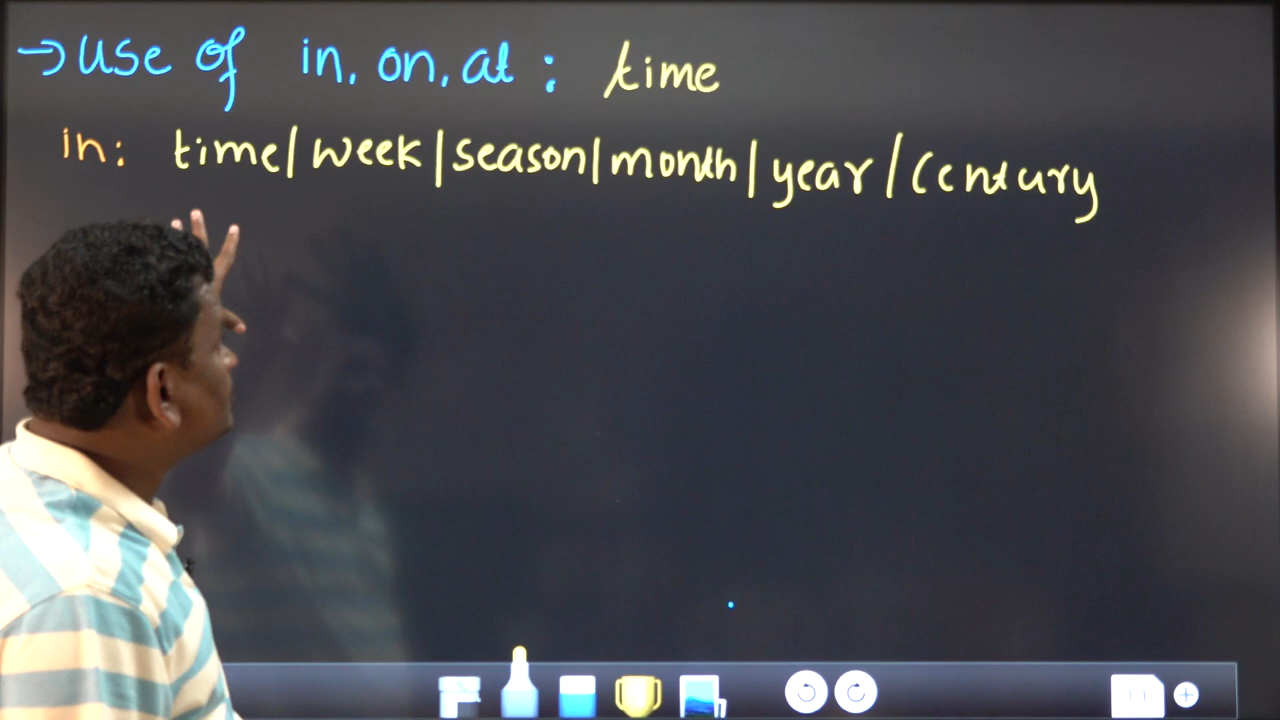 → use of in, on, at : time
in: time/week/season/month/year/century